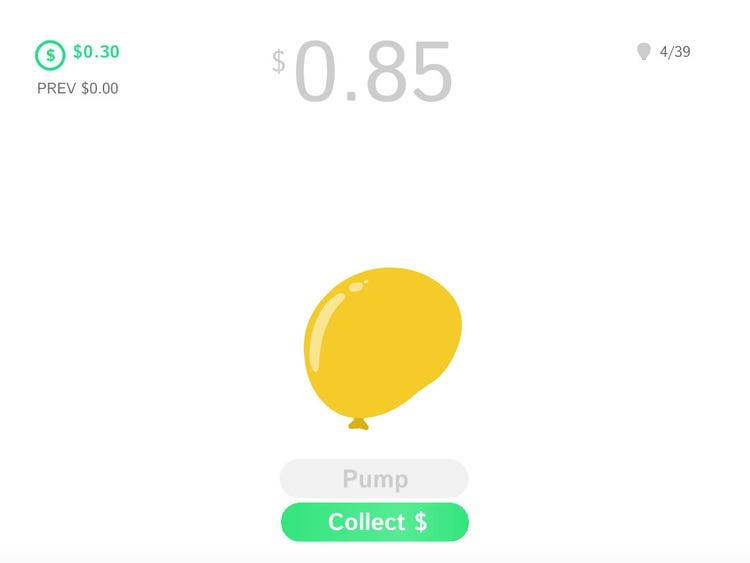 $ $0.30
PREV $0.00
$ 0.85
4/39
Pump
Collect $